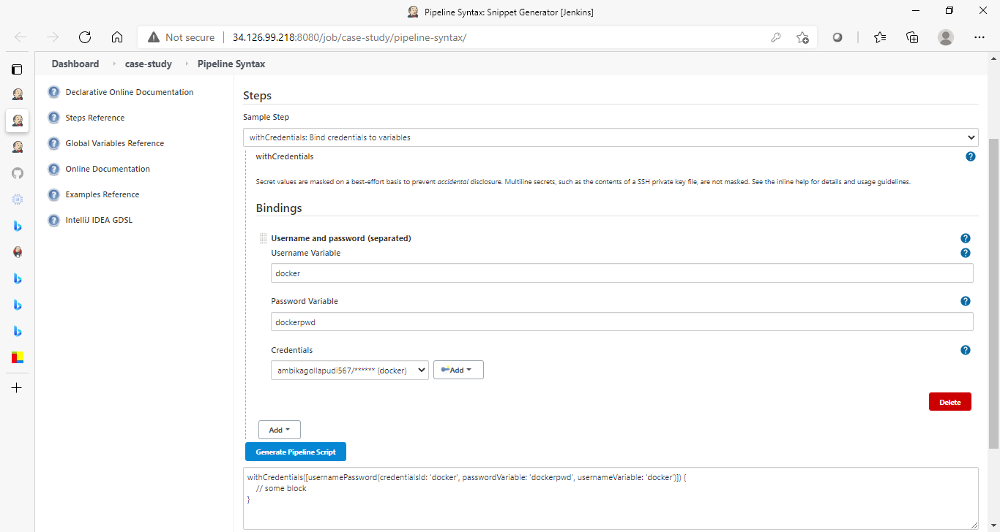 Pipeline Syntax: Snippet Generator [Jenkins]
Not secure
34.126.99.218:8080/job/case-study/pipeline-syntax/
Dashboard
case-study
Pipeline Syntax
Declarative Online Documentation
Steps Reference
Global Variables Reference
Online Documentation
Examples Reference
IntelliJ IDEA GDSL
Steps
Sample Step
withCredentials: Bind credentials to variables
withCredentials
Secret values are masked on a best-effort basis to prevent accidental disclosure. Multiline secrets, such as the contents of a SSH private key file, are not masked. See the inline help for details and usage guidelines.
Bindings
Username and password (separated)
Username Variable
docker
Password Variable
dockerpwd
Credentials
ambikagollapudi567/****** (docker)
Add
Delete
Add
Generate Pipeline Script
withCredentials([usernamePassword(credentialsId: 'docker', passwordVariable: 'dockerpwd', usernameVariable: 'docker')]) {
// some block
}